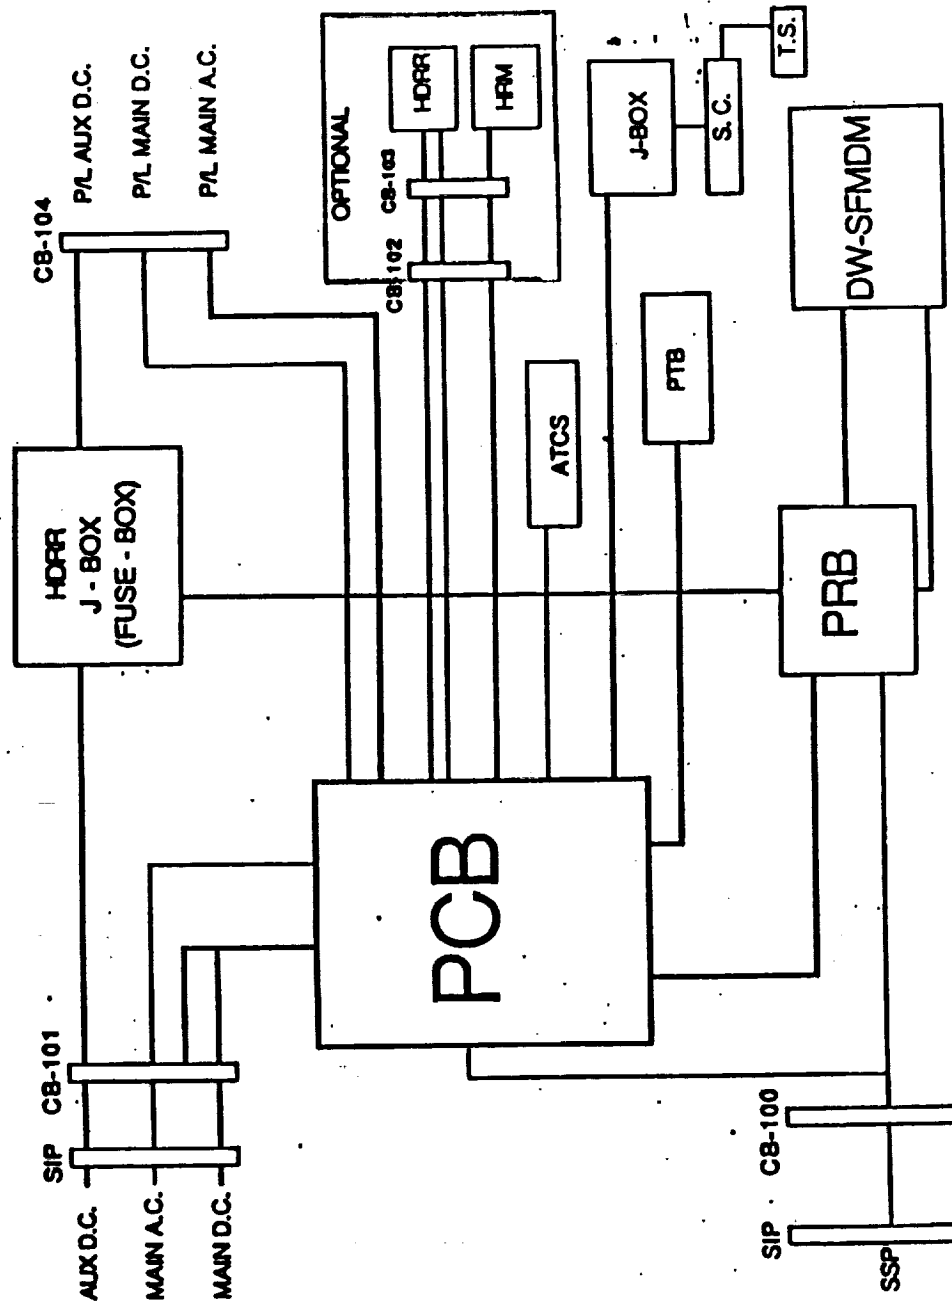 AUX D.C.
MAIN A.C.
MAIN D.C.
SIP
CB-101
HDRR
J - BOX
(FUSE - BOX)
CB-104
P/L AUX D.C.
P/L MAIN D.C.
P/L MAIN A.C.
OPTIONAL
CB-102
CB-103
HDRR
HRM
PCB
ATCS
PTB
J-BOX
S. C.
T.S.
SIP
SSP
CB-100
PRB
DW-SFMDM